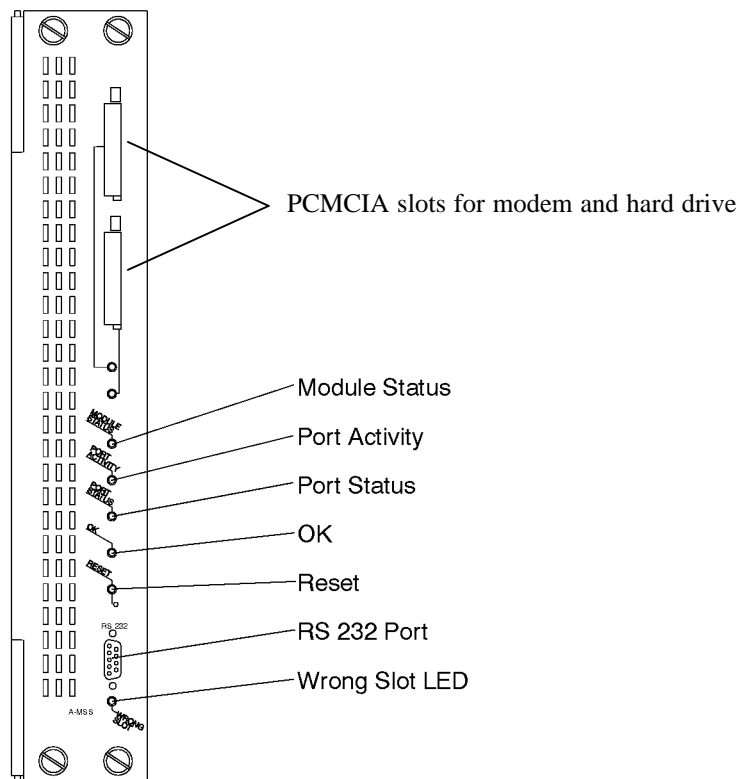 PCMCIA slots for modem and hard drive
Module Status
MODULE
STATUS
Port Activity
PORT
ACTIVITY
Port Status
PORT
STATUS
OK
OK
Reset
RESET
RS 232
RS 232 Port
Wrong Slot LED
A-MSS
WRONG
SLOT